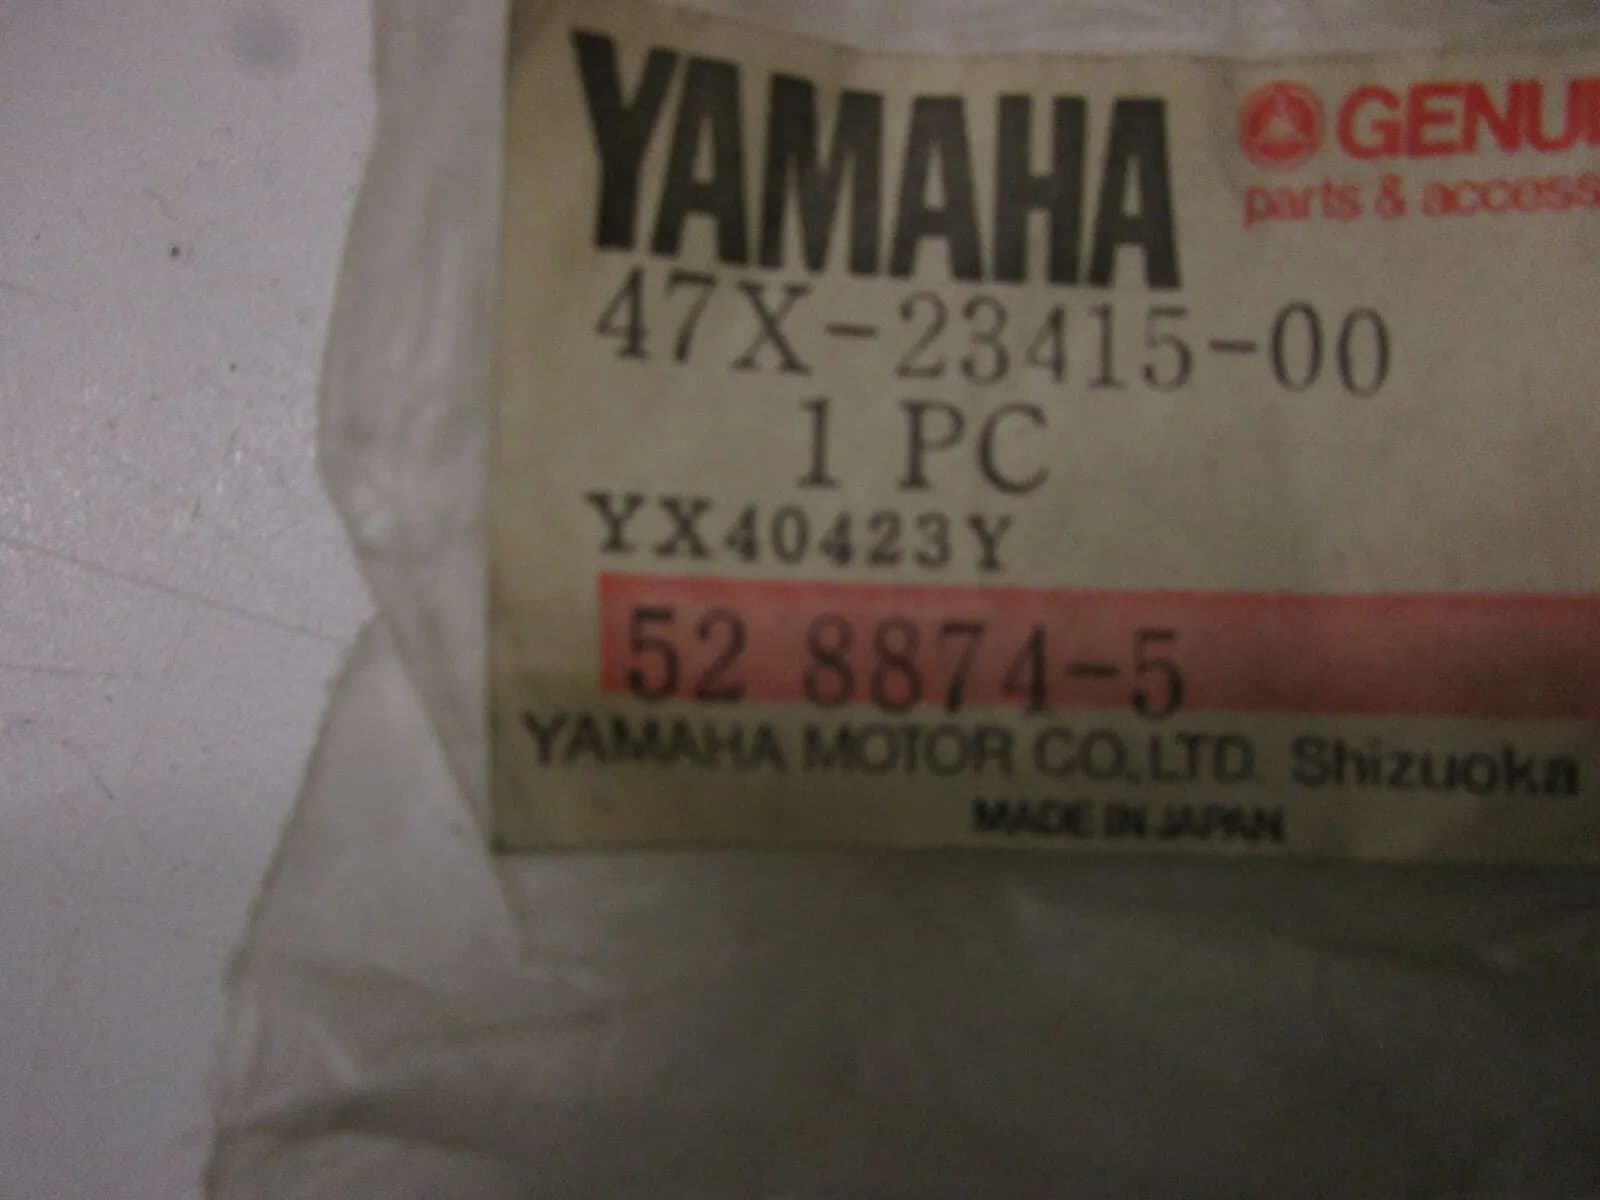 YAMAHA
GENUI
parts & access
47X-23415-00
1 PC
YX40423Y
52 8874-5
YAMAHA MOTOR CO.,LTD. Shizuoka
MADE IN JAPAN